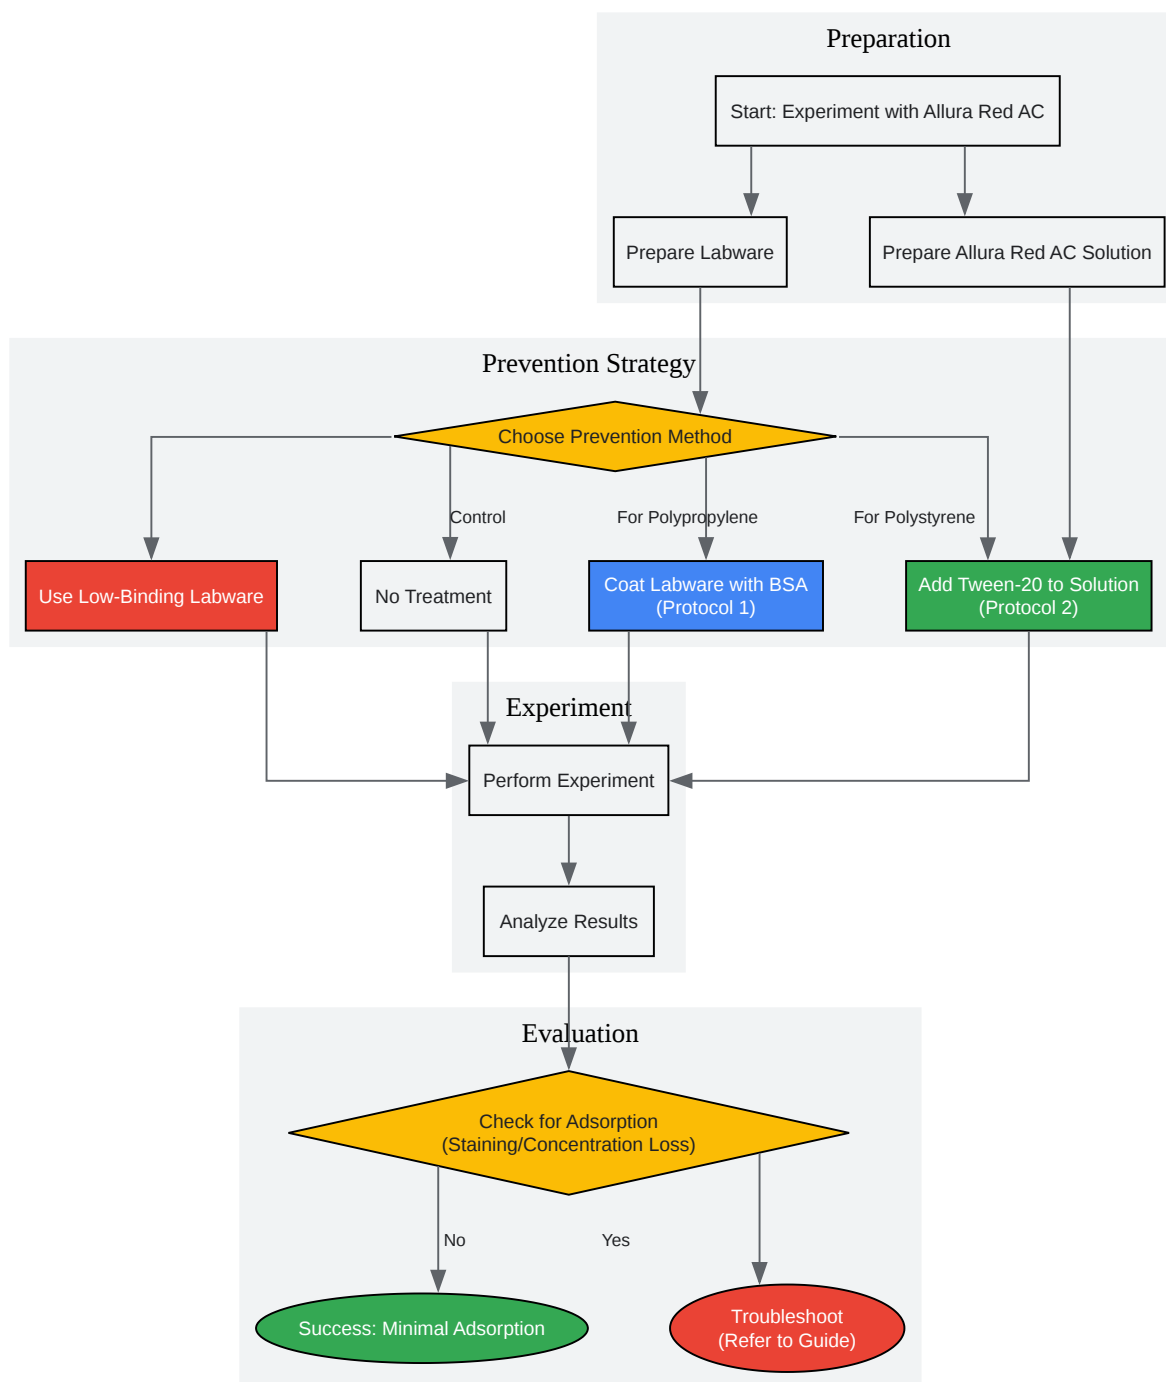 Preparation
Start: Experiment with Allura Red AC
Prepare Labware
Prepare Allura Red AC Solution
Prevention Strategy
Choose Prevention Method
Control
For Polypropylene
For Polystyrene
Use Low-Binding Labware
No Treatment
Coat Labware with BSA
(Protocol 1)
Add Tween-20 to Solution
(Protocol 2)
Experiment
Perform Experiment
Analyze Results
Evaluation
Check for Adsorption
(Staining/Concentration Loss)
No
Yes
Success: Minimal Adsorption
Troubleshoot
(Refer to Guide)